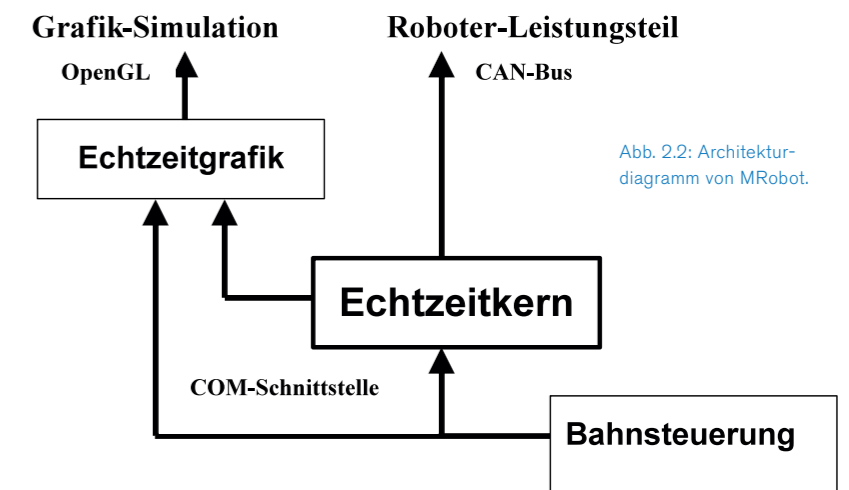 Grafik-Simulation
Roboter-Leistungsteil
OpenGL
CAN-Bus
Echtzeitgrafik
Abb. 2.2: Architektur-
diagramm von MRobot.
Echtzeitkern
COM-Schnittstelle
Bahnsteuerung